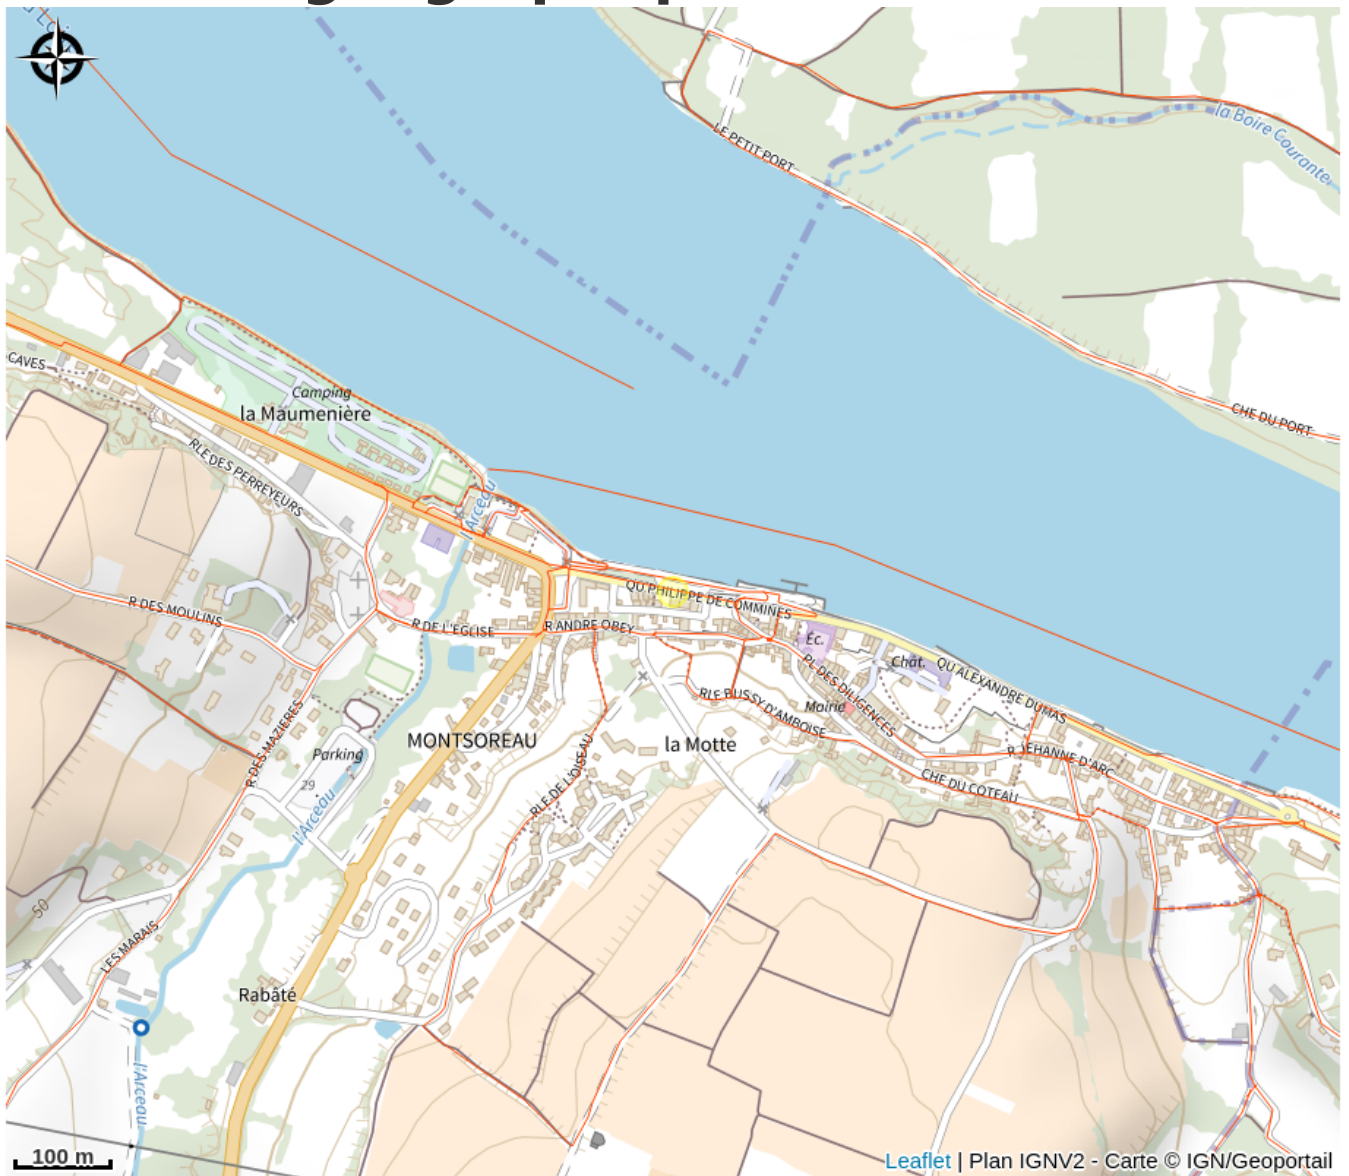 la Boire Courante
LE PETIT PORT
CHE DU PORT
CAVES
Camping
la Maumenière
RLE DES PERREYEURS
l'Arceau
QU PHILIPPE DE COMMINES
R DES MOULINS
R DE L'EGLISE
R ANDRE OBEY
Éc.
Chât.
QU ALEXANDRE DUMAS
PL DES DILIGENCES
RLE BUSSY D'AMBOISE
Mairie
R DES MAZIERES
MONTSOREAU
la Motte
Parking
R JEHANNE D'ARC
29
RLE DE L'OISEAU
CHE DU COTEAU
l'Arceau
50
LES MARAIS
Rabâté
l'Arceau
100 m
Leaflet | Plan IGNV2 - Carte © IGN/Geoportail